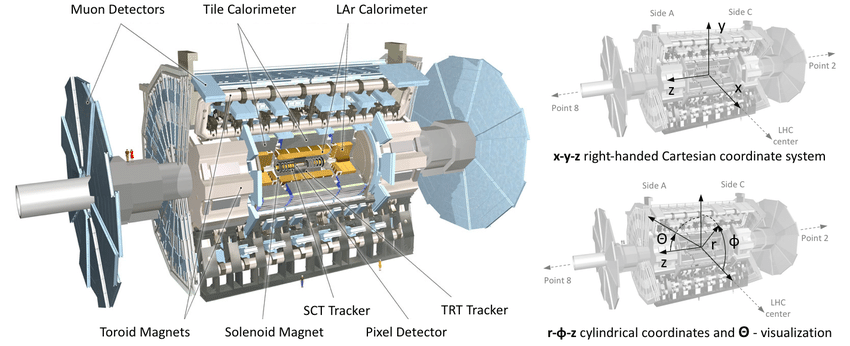 Muon Detectors
Tile Calorimeter
LAr Calorimeter
Toroid Magnets
Solenoid Magnet
SCT Tracker
Pixel Detector
TRT Tracker
Side A
Side C
y
z
x
Point 2
Point 8
LHC
center
x-y-z right-handed Cartesian coordinate system
Side A
Side C
Θ
z
r
ϕ
Point 2
Point 8
LHC
center
r-ϕ-z cylindrical coordinates and Θ - visualization